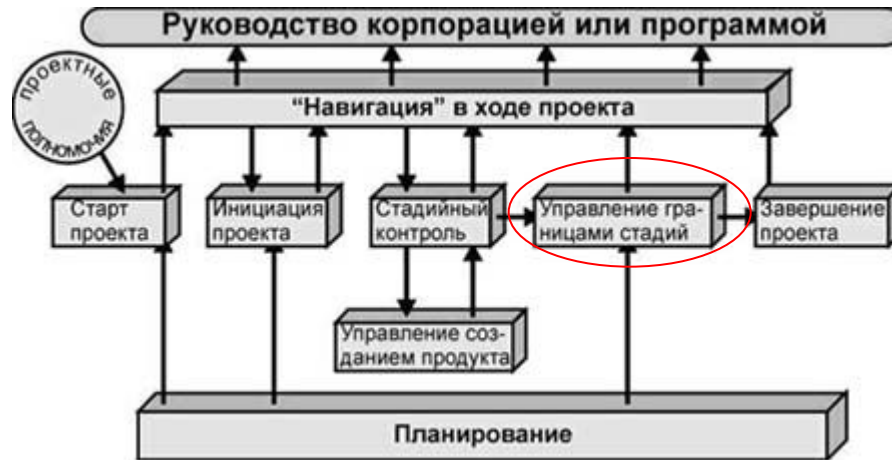 Руководство корпорацией или программой
проектные
полномочия
“Навигация” в ходе проекта
Старт
проекта
Инициация
проекта
Стадийный
контроль
Управление гра-
ницами стадий
Завершение
проекта
Управление соз-
данием продукта
Планирование